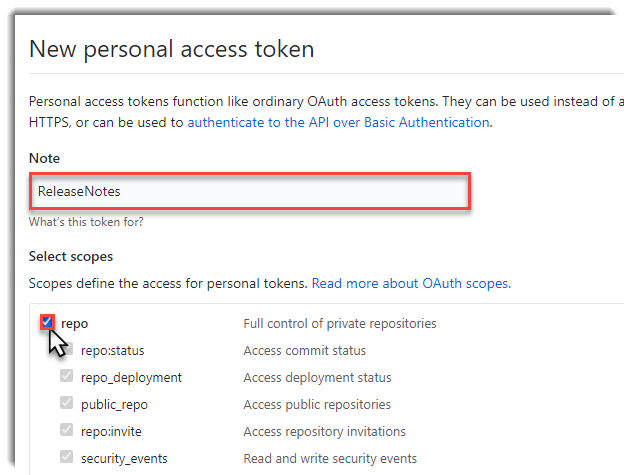 New personal access token
Personal access tokens function like ordinary OAuth access tokens. They can be used instead of a
HTTPS, or can be used to authenticate to the API over Basic Authentication.
Note
ReleaseNotes
What's this token for?
Select scopes
Scopes define the access for personal tokens. Read more about OAuth scopes.
repo Full control of private repositories
repo:status Access commit status
repo_deployment Access deployment status
public_repo Access public repositories
repo:invite Access repository invitations
security_events Read and write security events